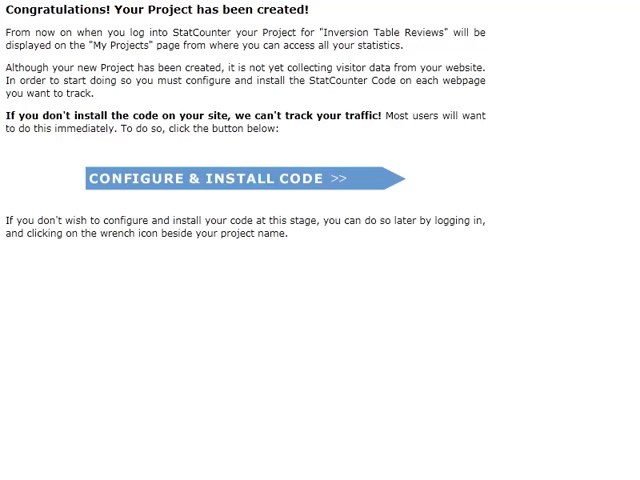 Congratulations! Your Project has been created!
From now on when you log into StatCounter your Project for "Inversion Table Reviews" will be
displayed on the "My Projects" page from where you can access all your statistics.
Although your new Project has been created, it is not yet collecting visitor data from your website.
In order to start doing so you must configure and install the StatCounter Code on each webpage
you want to track.
If you don't install the code on your site, we can't track your traffic! Most users will want
to do this immediately. To do so, click the button below:
CONFIGURE & INSTALL CODE >>
If you don't wish to configure and install your code at this stage, you can do so later by logging in,
and clicking on the wrench icon beside your project name.